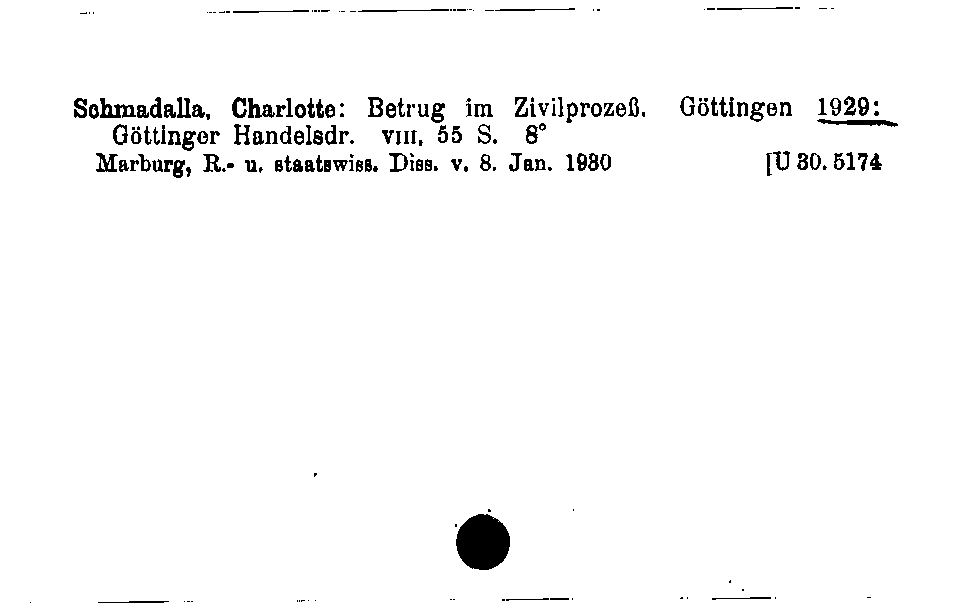 Schmadalla, Charlotte: Betrug im Zivilprozeß. Göttingen 1929:
Göttinger Handelsdr. VIII, 55 S. 8°
Marburg, R.- u. staatswiss. Diss. v. 8. Jan. 1930 [U 30. 5174